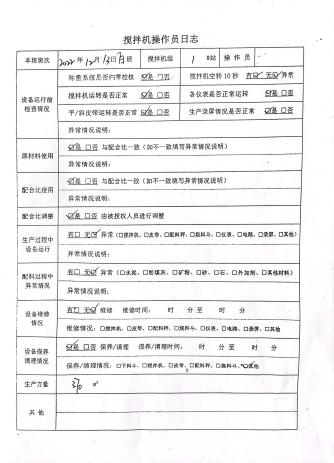 搅拌机操作员日志
本班班次 2022年12月13日 班 搅拌机组 1 #站 操作员
设备运行前检查情况 称量系统是否归零校核 ☑是 □否 搅拌机空转10秒 有□ 无☑异常
搅拌机运转是否正常 ☑是 □否 各仪表是否正常运转 ☑是 □否
平/斜皮带运转是否正常 ☑是 □否 生产录屏情况是否正常 ☑是 □否
异常情况说明:
原材料使用 ☑是 □否 与配合比一致(如不一致填写异常情况说明)
异常情况说明:
配合比使用 ☑是 □否 与配合比一致(如不一致填写异常情况说明)
异常情况说明:
配合比调整 ☑是 □否 由被授权人员进行调整
生产过程中设备运行 有□ 无☑ 异常(□搅拌机、□皮带、□配料秤、□提料斗、□仪表、□电路、□录屏、□其他)
异常情况说明:
配料过程中异常情况 有□ 无☑ 异常(□水泥、□粉煤灰、□矿粉、□砂、□石、□外加剂、□其他材料)
异常情况说明:
设备维修情况 有□ 无☑ 维修 维修时间: 时 分至 时 分
维修情况:□搅拌机、□皮带、□配料秤、□提料斗、□仪表、□电路、□录屏、□其他
设备保养清理情况 ☑是 □否 保养/清理 保养/清理时间: 时 分至 时 分
保养/清理情况:□下料斗、□搅拌机、□皮带、□配料秤、□提料斗、☑其他
生产方量 m³
其他